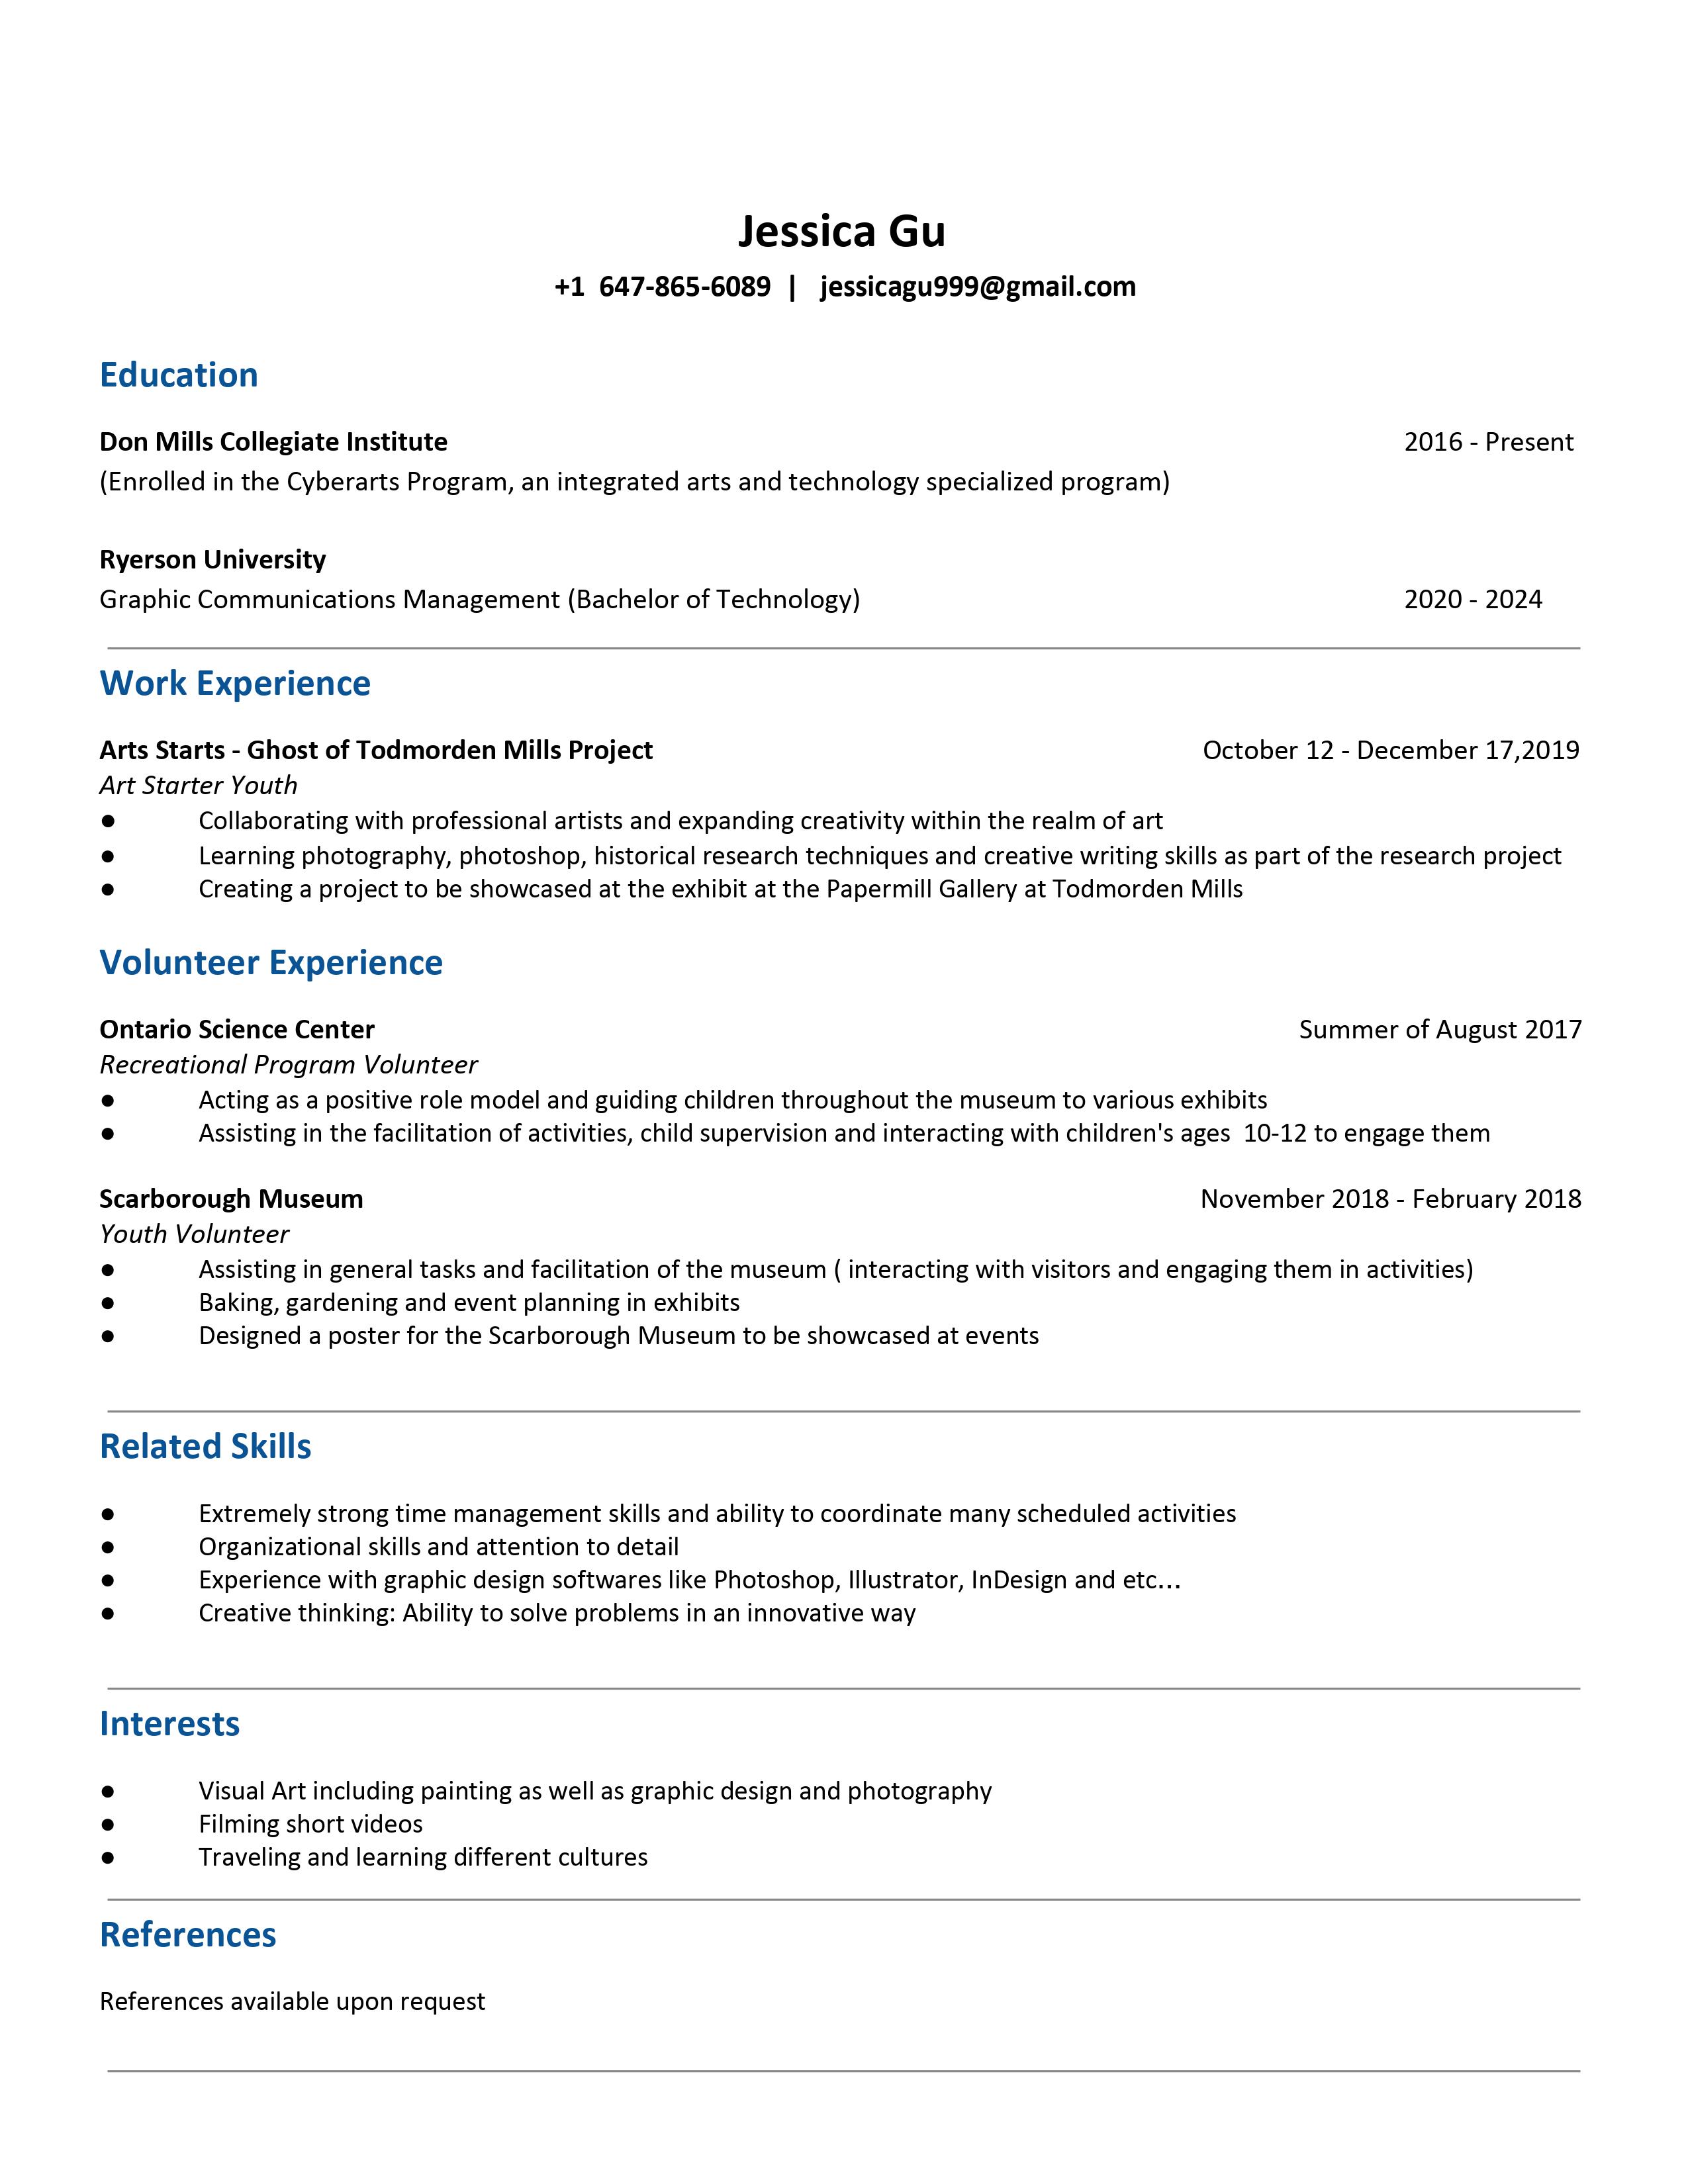 Jessica Gu
+1 647-865-6089 | jessicagu999@gmail.com
Education
Don Mills Collegiate Institute 2016 - Present
(Enrolled in the Cyberarts Program, an integrated arts and technology specialized program)
Ryerson University
Graphic Communications Management (Bachelor of Technology) 2020 - 2024
Work Experience
Arts Starts - Ghost of Todmorden Mills Project October 12 - December 17,2019
Art Starter Youth
● Collaborating with professional artists and expanding creativity within the realm of art
● Learning photography, photoshop, historical research techniques and creative writing skills as part of the research project
● Creating a project to be showcased at the exhibit at the Papermill Gallery at Todmorden Mills
Volunteer Experience
Ontario Science Center Summer of August 2017
Recreational Program Volunteer
● Acting as a positive role model and guiding children throughout the museum to various exhibits
● Assisting in the facilitation of activities, child supervision and interacting with children's ages 10-12 to engage them
Scarborough Museum November 2018 - February 2018
Youth Volunteer
● Assisting in general tasks and facilitation of the museum ( interacting with visitors and engaging them in activities)
● Baking, gardening and event planning in exhibits
● Designed a poster for the Scarborough Museum to be showcased at events
Related Skills
● Extremely strong time management skills and ability to coordinate many scheduled activities
● Organizational skills and attention to detail
● Experience with graphic design softwares like Photoshop, Illustrator, InDesign and etc...
● Creative thinking: Ability to solve problems in an innovative way
Interests
● Visual Art including painting as well as graphic design and photography
● Filming short videos
● Traveling and learning different cultures
References
References available upon request